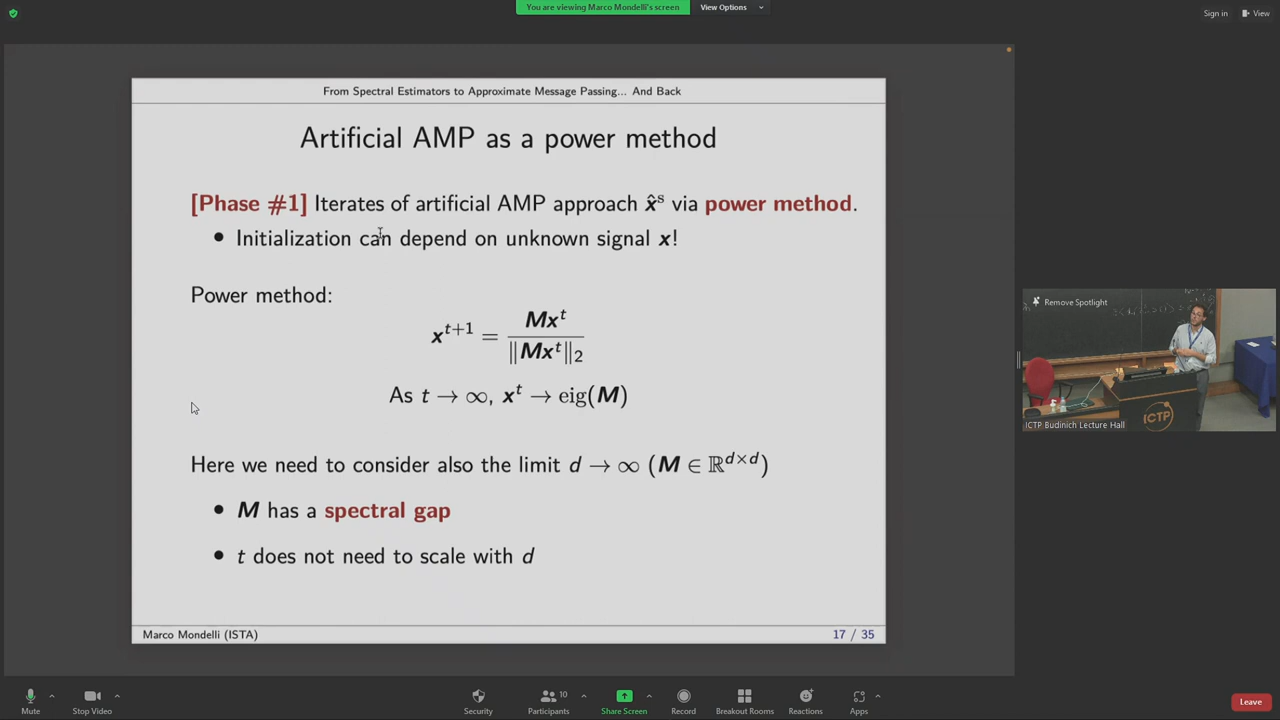 You are viewing Marco Mondelli's screen
View Options
Sign in
View
From Spectral Estimators to Approximate Message Passing... And Back
Artificial AMP as a power method
[Phase #1] Iterates of artificial AMP approach x̂ˢ via power method.
• Initialization can depend on unknown signal x!
Power method:
xᵗ⁺¹ = Mxᵗ / ‖Mxᵗ‖₂
As t → ∞, xᵗ → eig(M)
Here we need to consider also the limit d → ∞ (M ∈ ℝᵈˣᵈ)
• M has a spectral gap
• t does not need to scale with d
Marco Mondelli (ISTA)
17 / 35
Remove Spotlight
ICTP
ICTP Budinich Lecture Hall
Mute
Stop Video
Security
Participants
10
Share Screen
Record
Breakout Rooms
Reactions
Apps
Leave